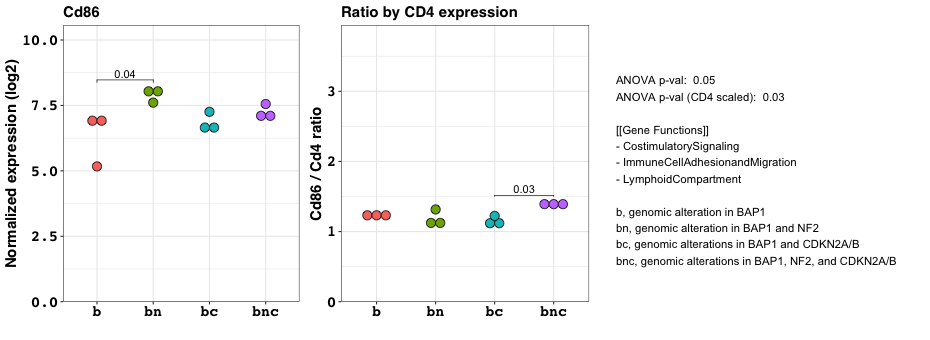 Cd86
Normalized expression (log2)
10.0
7.5
5.0
2.5
0.0
0.04
b
bn
bc
bnc
Ratio by CD4 expression
Cd86 / Cd4 ratio
3
2
1
0
0.03
b
bn
bc
bnc
ANOVA p-val:  0.05
ANOVA p-val (CD4 scaled):  0.03
[[Gene Functions]]
- CostimulatorySignaling
- ImmuneCellAdhesionandMigration
- LymphoidCompartment
b, genomic alteration in BAP1
bn, genomic alteration in BAP1 and NF2
bc, genomic alterations in BAP1 and CDKN2A/B
bnc, genomic alterations in BAP1, NF2, and CDKN2A/B